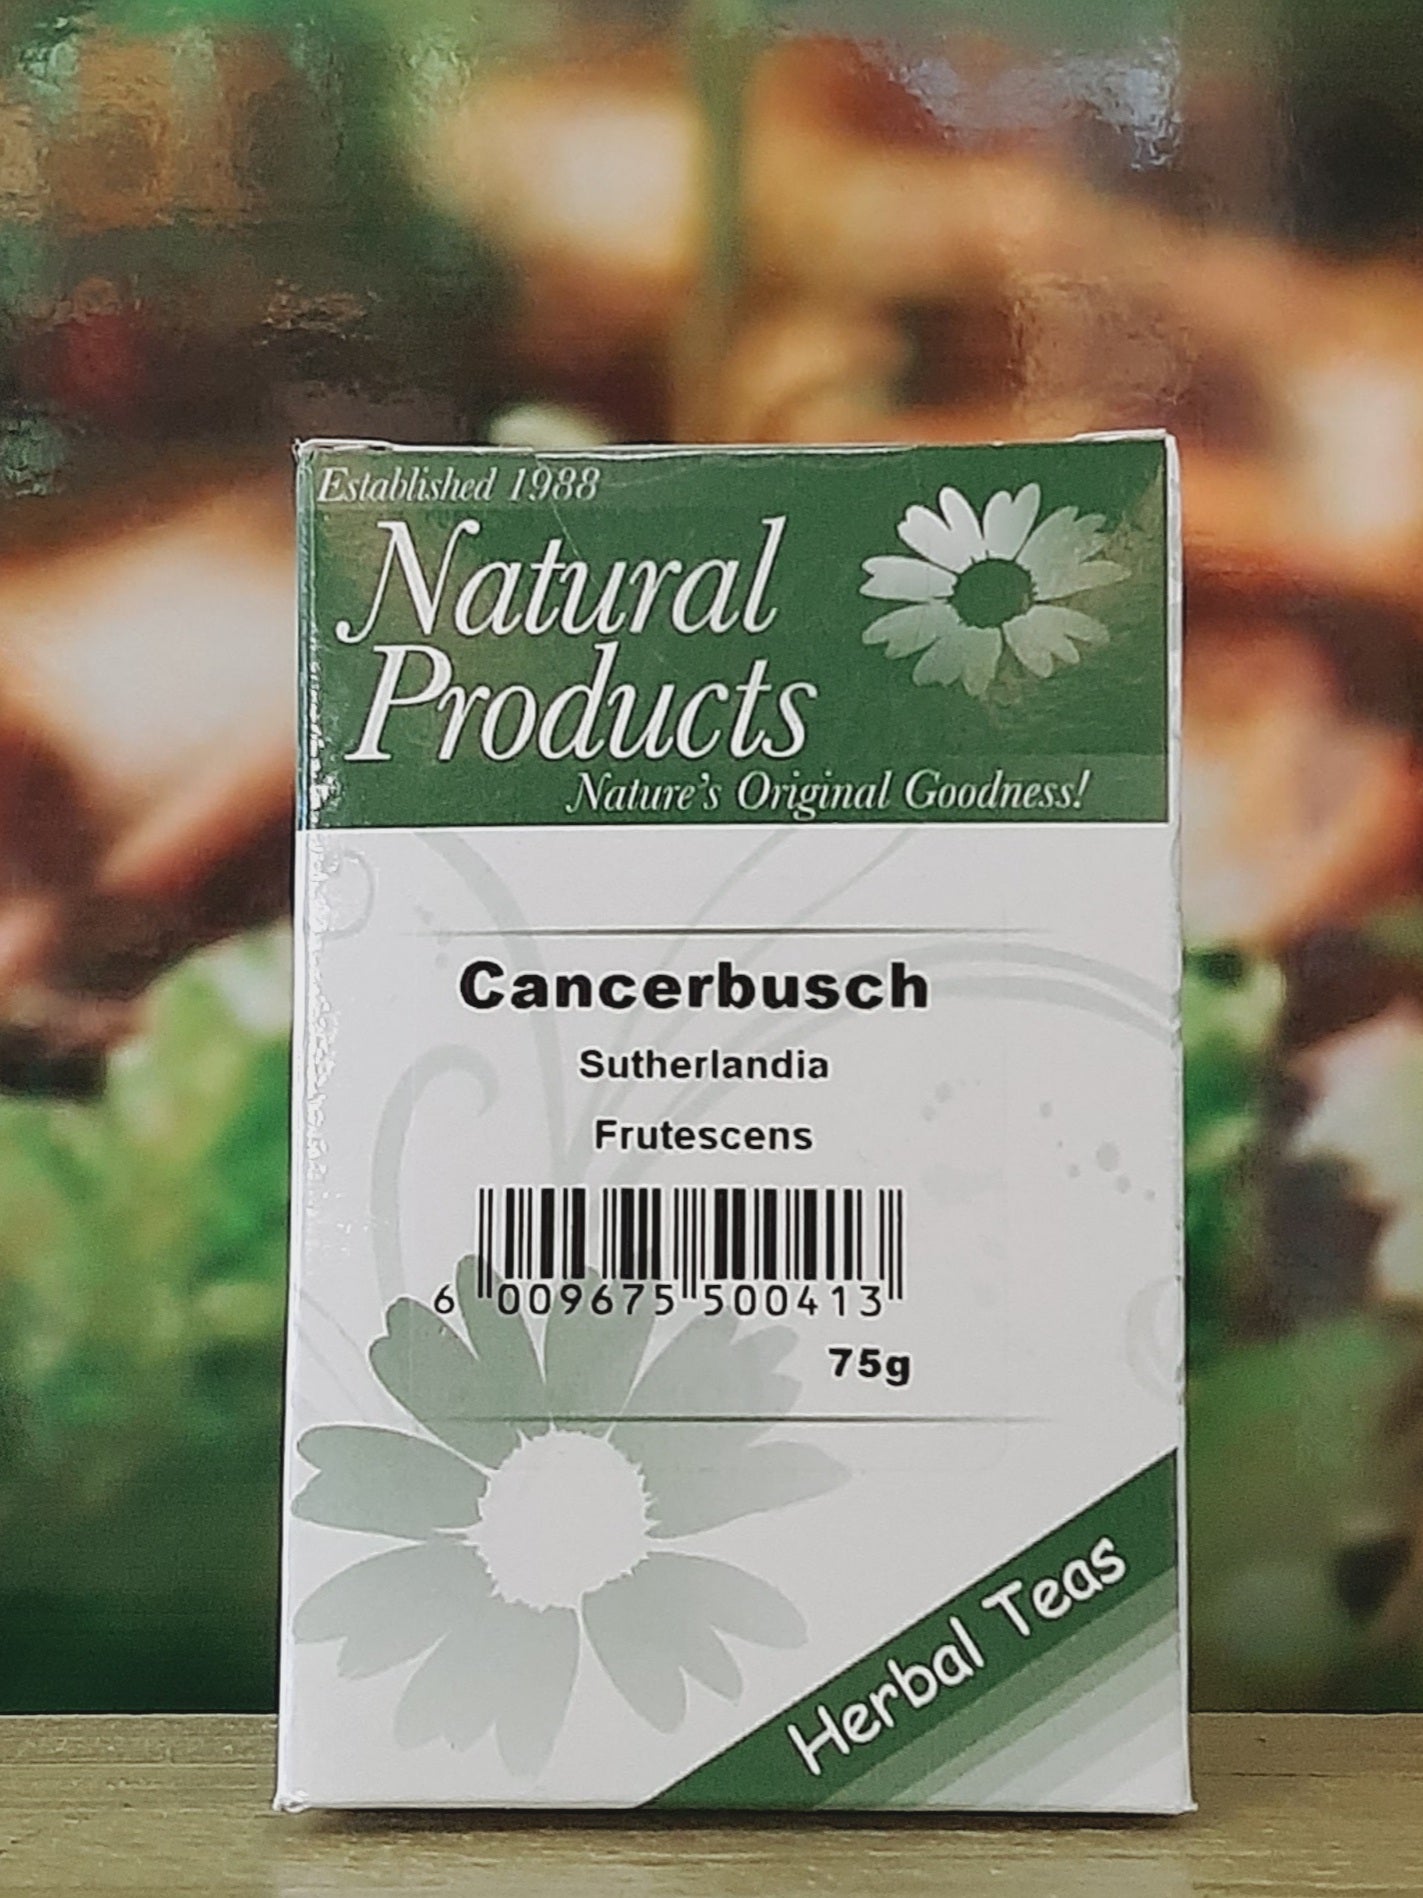 Established 1988
Natural
Products
Nature's Original Goodness!
Cancerbusch
Sutherlandia
Frutescens
6 009675 500413
75g
Herbal Teas